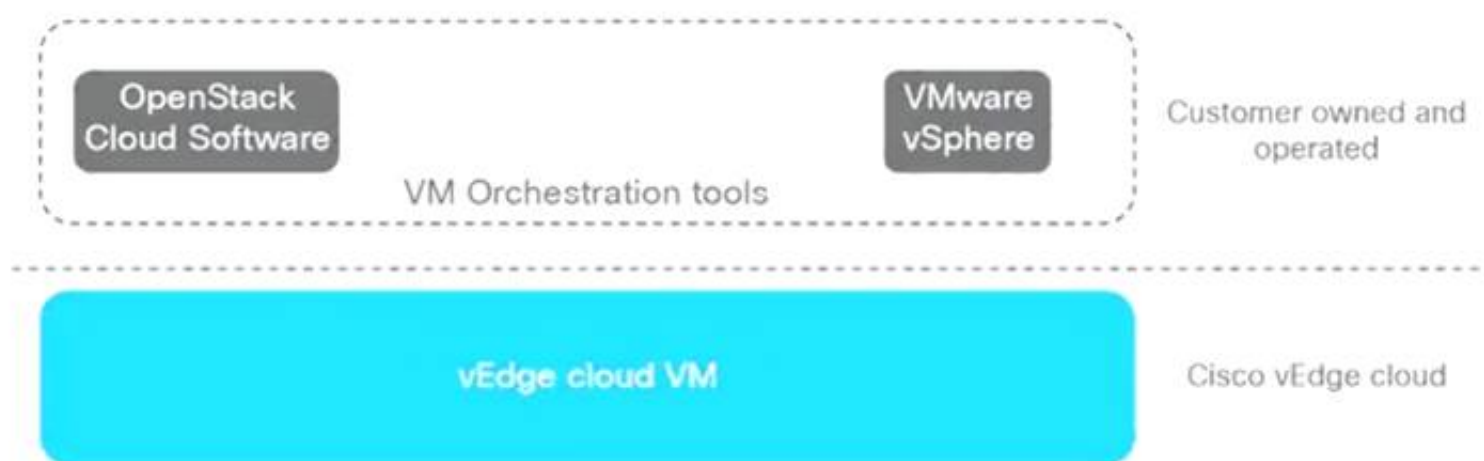 OpenStack
Cloud Software
VMware
vSphere
VM Orchestration tools
Customer owned and
operated
vEdge cloud VM
Cisco vEdge cloud